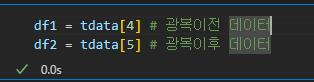 df1 = tdata[4] # 광복이전 데이터
df2 = tdata[5] # 광복이후 데이터
✓ 0.0s